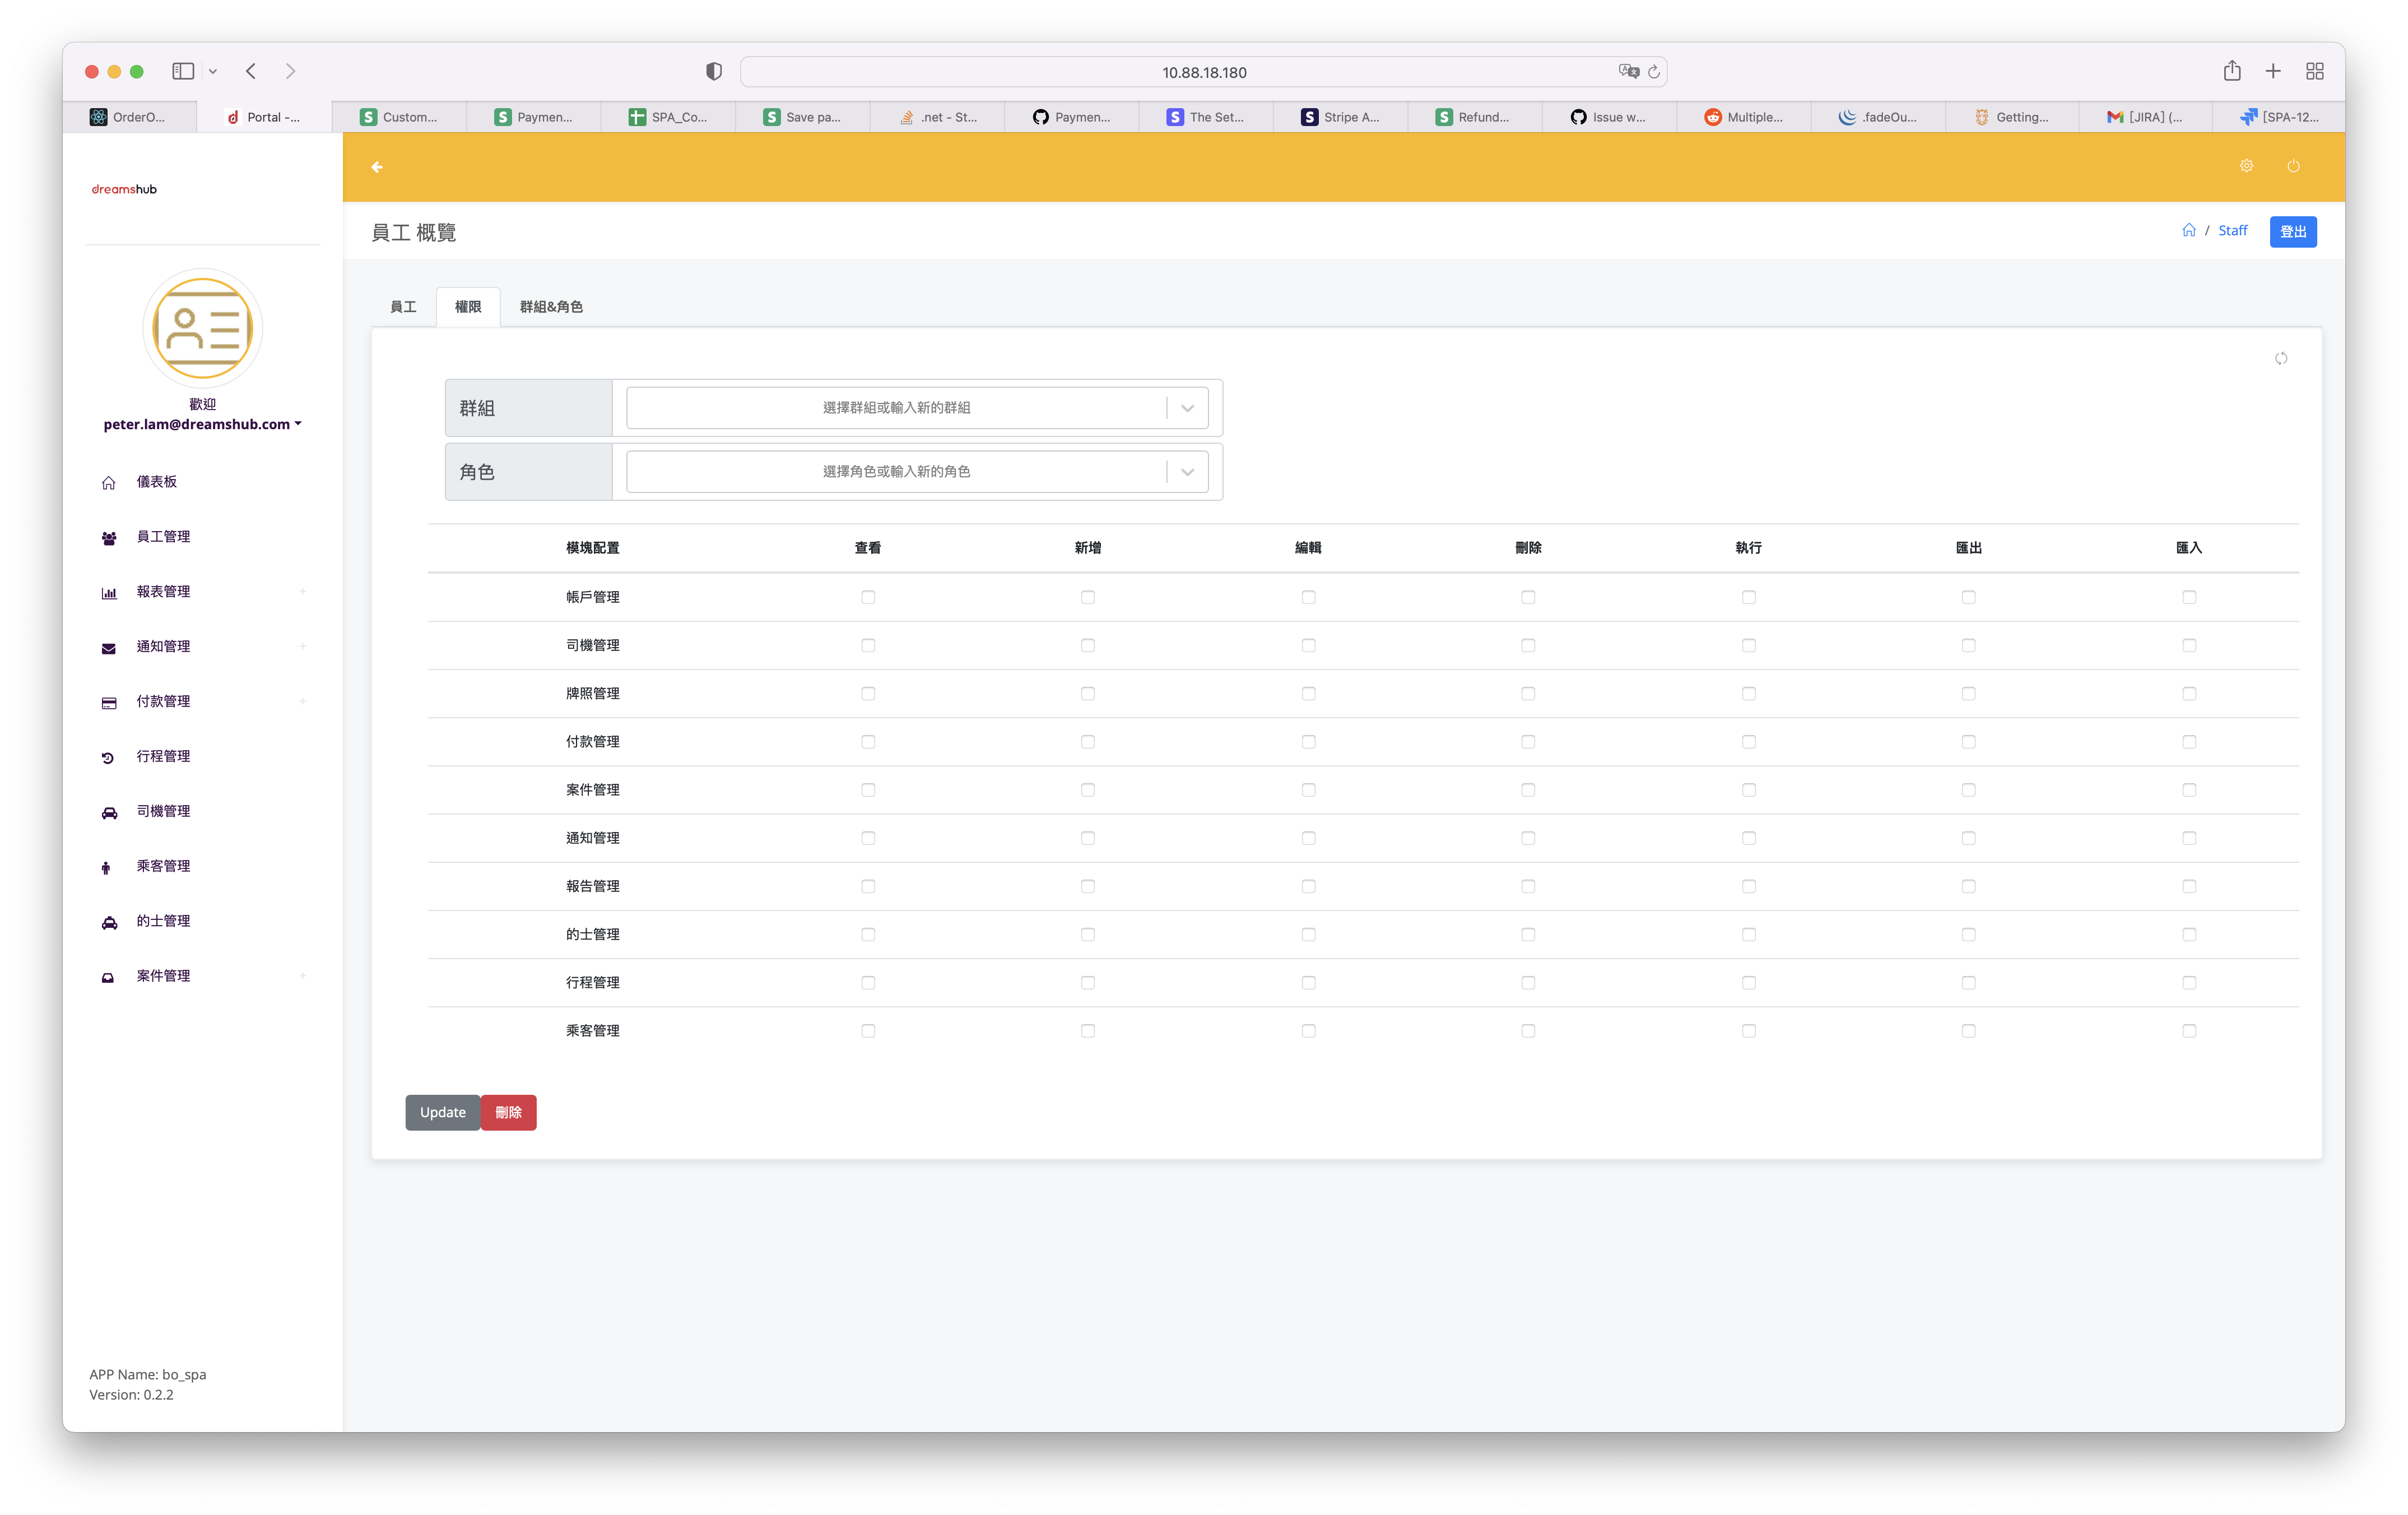 10.88.18.180
OrderO...
Portal -...
Custom...
Paymen...
SPA_Co...
Save pa...
.net - St...
Paymen...
The Set...
Stripe A...
Refund...
Issue w...
Multiple...
.fadeOu...
Getting...
[JIRA] (...
[SPA-12...
dreamshub
歡迎
peter.lam@dreamshub.com
儀表板
員工管理
報表管理 +
通知管理 +
付款管理 +
行程管理
司機管理
乘客管理
的士管理
案件管理 +
APP Name: bo_spa
Version: 0.2.2
員工 概覽
/ Staff 登出
員工 權限 群組&角色
群組 選擇群組或輸入新的群組
角色 選擇角色或輸入新的角色
模塊配置 查看 新增 編輯 刪除 執行 匯出 匯入
帳戶管理
司機管理
牌照管理
付款管理
案件管理
通知管理
報告管理
的士管理
行程管理
乘客管理
Update 刪除